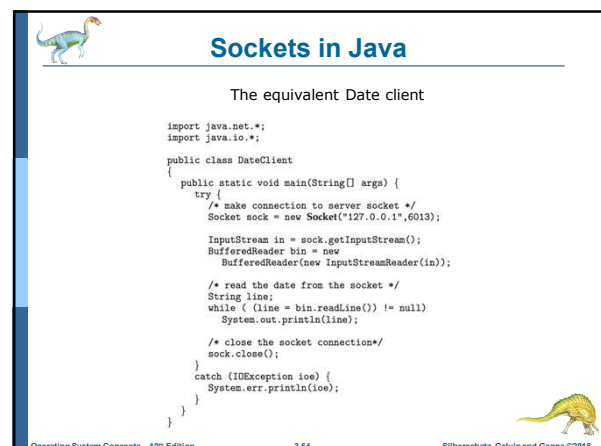 Sockets in Java
The equivalent Date client
import java.net.*;
import java.io.*;
public class DateClient
{
public static void main(String[] args) {
try {
/* make connection to server socket */
Socket sock = new Socket("127.0.0.1",6013);
InputStream in = sock.getInputStream();
BufferedReader bin = new
BufferedReader(new InputStreamReader(in));
/* read the date from the socket */
String line;
while ( (line = bin.readLine()) != null)
System.out.println(line);
/* close the socket connection*/
sock.close();
}
catch (IOException ioe) {
System.err.println(ioe);
}
}
}
Operating System Concepts – 10th Edition 3.54 Silberschatz, Galvin and Gagne ©2018